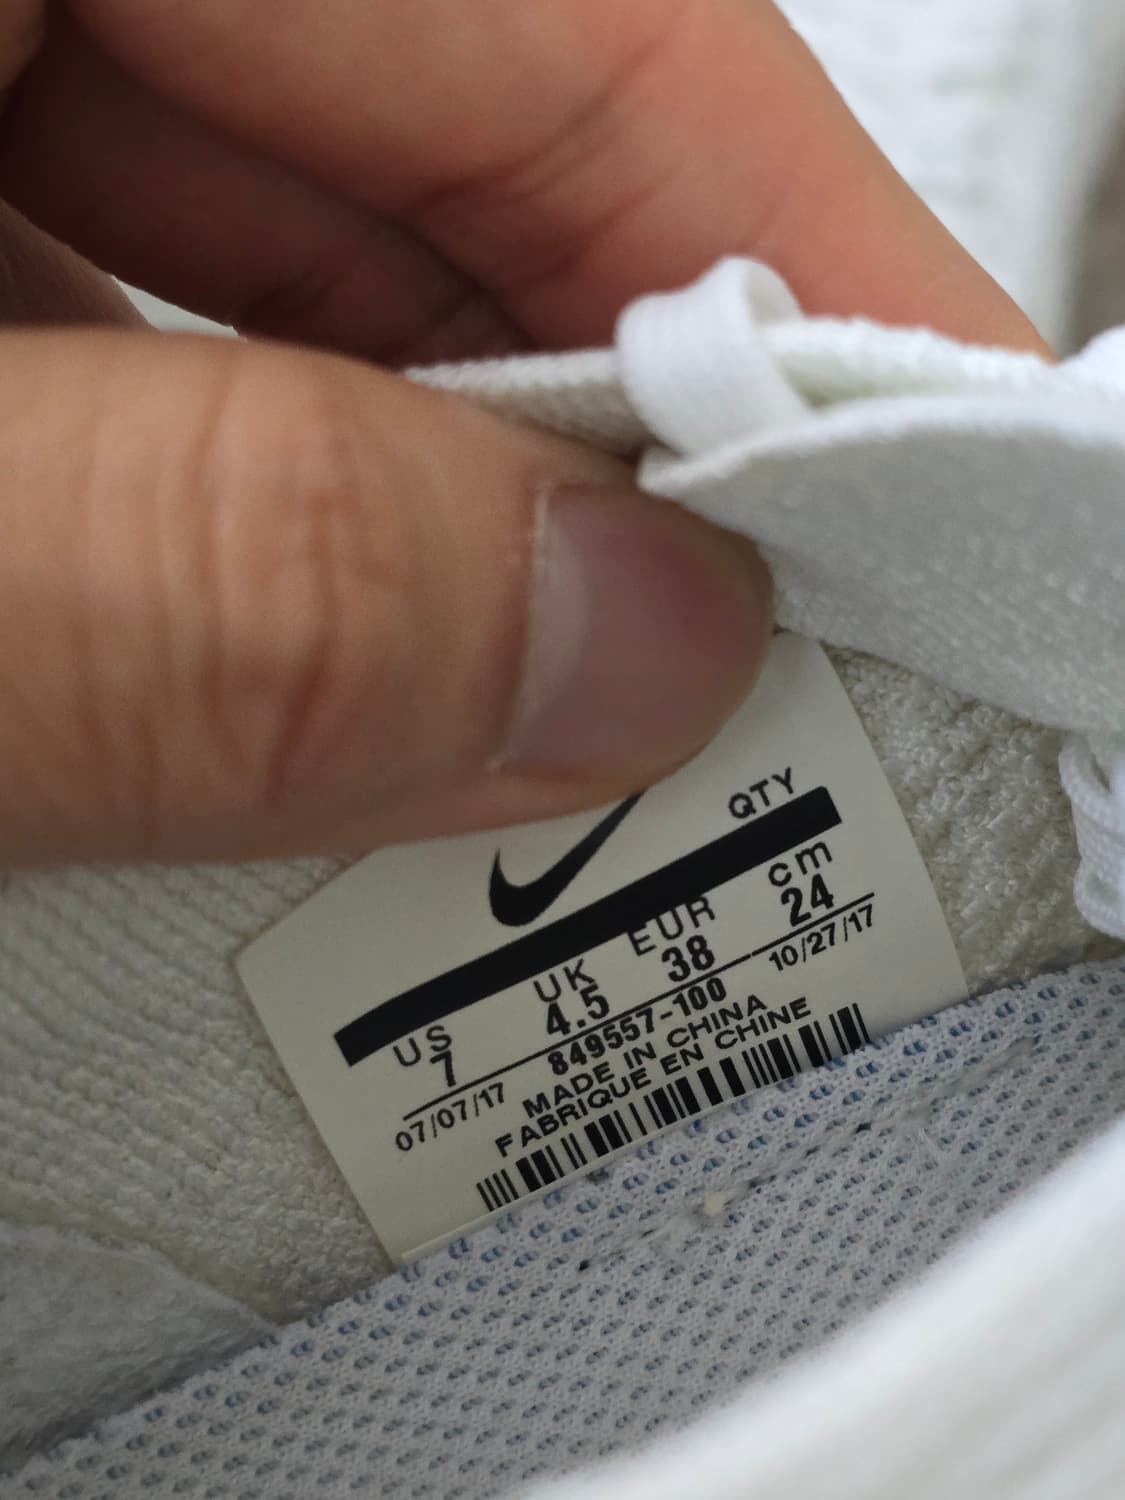 QTY
US UK EUR cm
7 4.5 38 24
07/07/17 849557-100 10/27/17
MADE IN CHINA
FABRIQUE EN CHINE